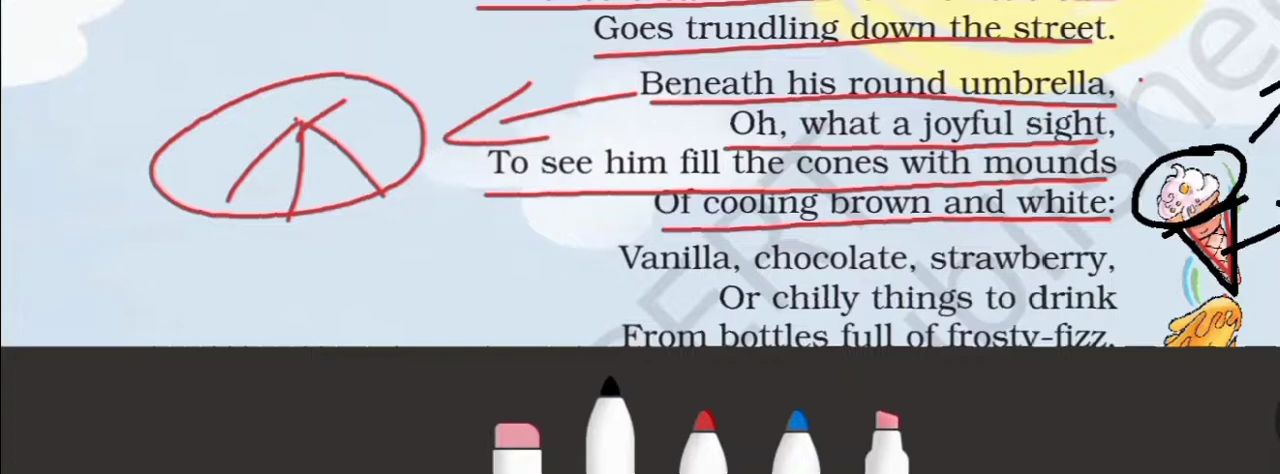 Goes trundling down the street.
Beneath his round umbrella,
Oh, what a joyful sight,
To see him fill the cones with mounds
Of cooling brown and white:
Vanilla, chocolate, strawberry,
Or chilly things to drink
From bottles full of frosty-fizz,